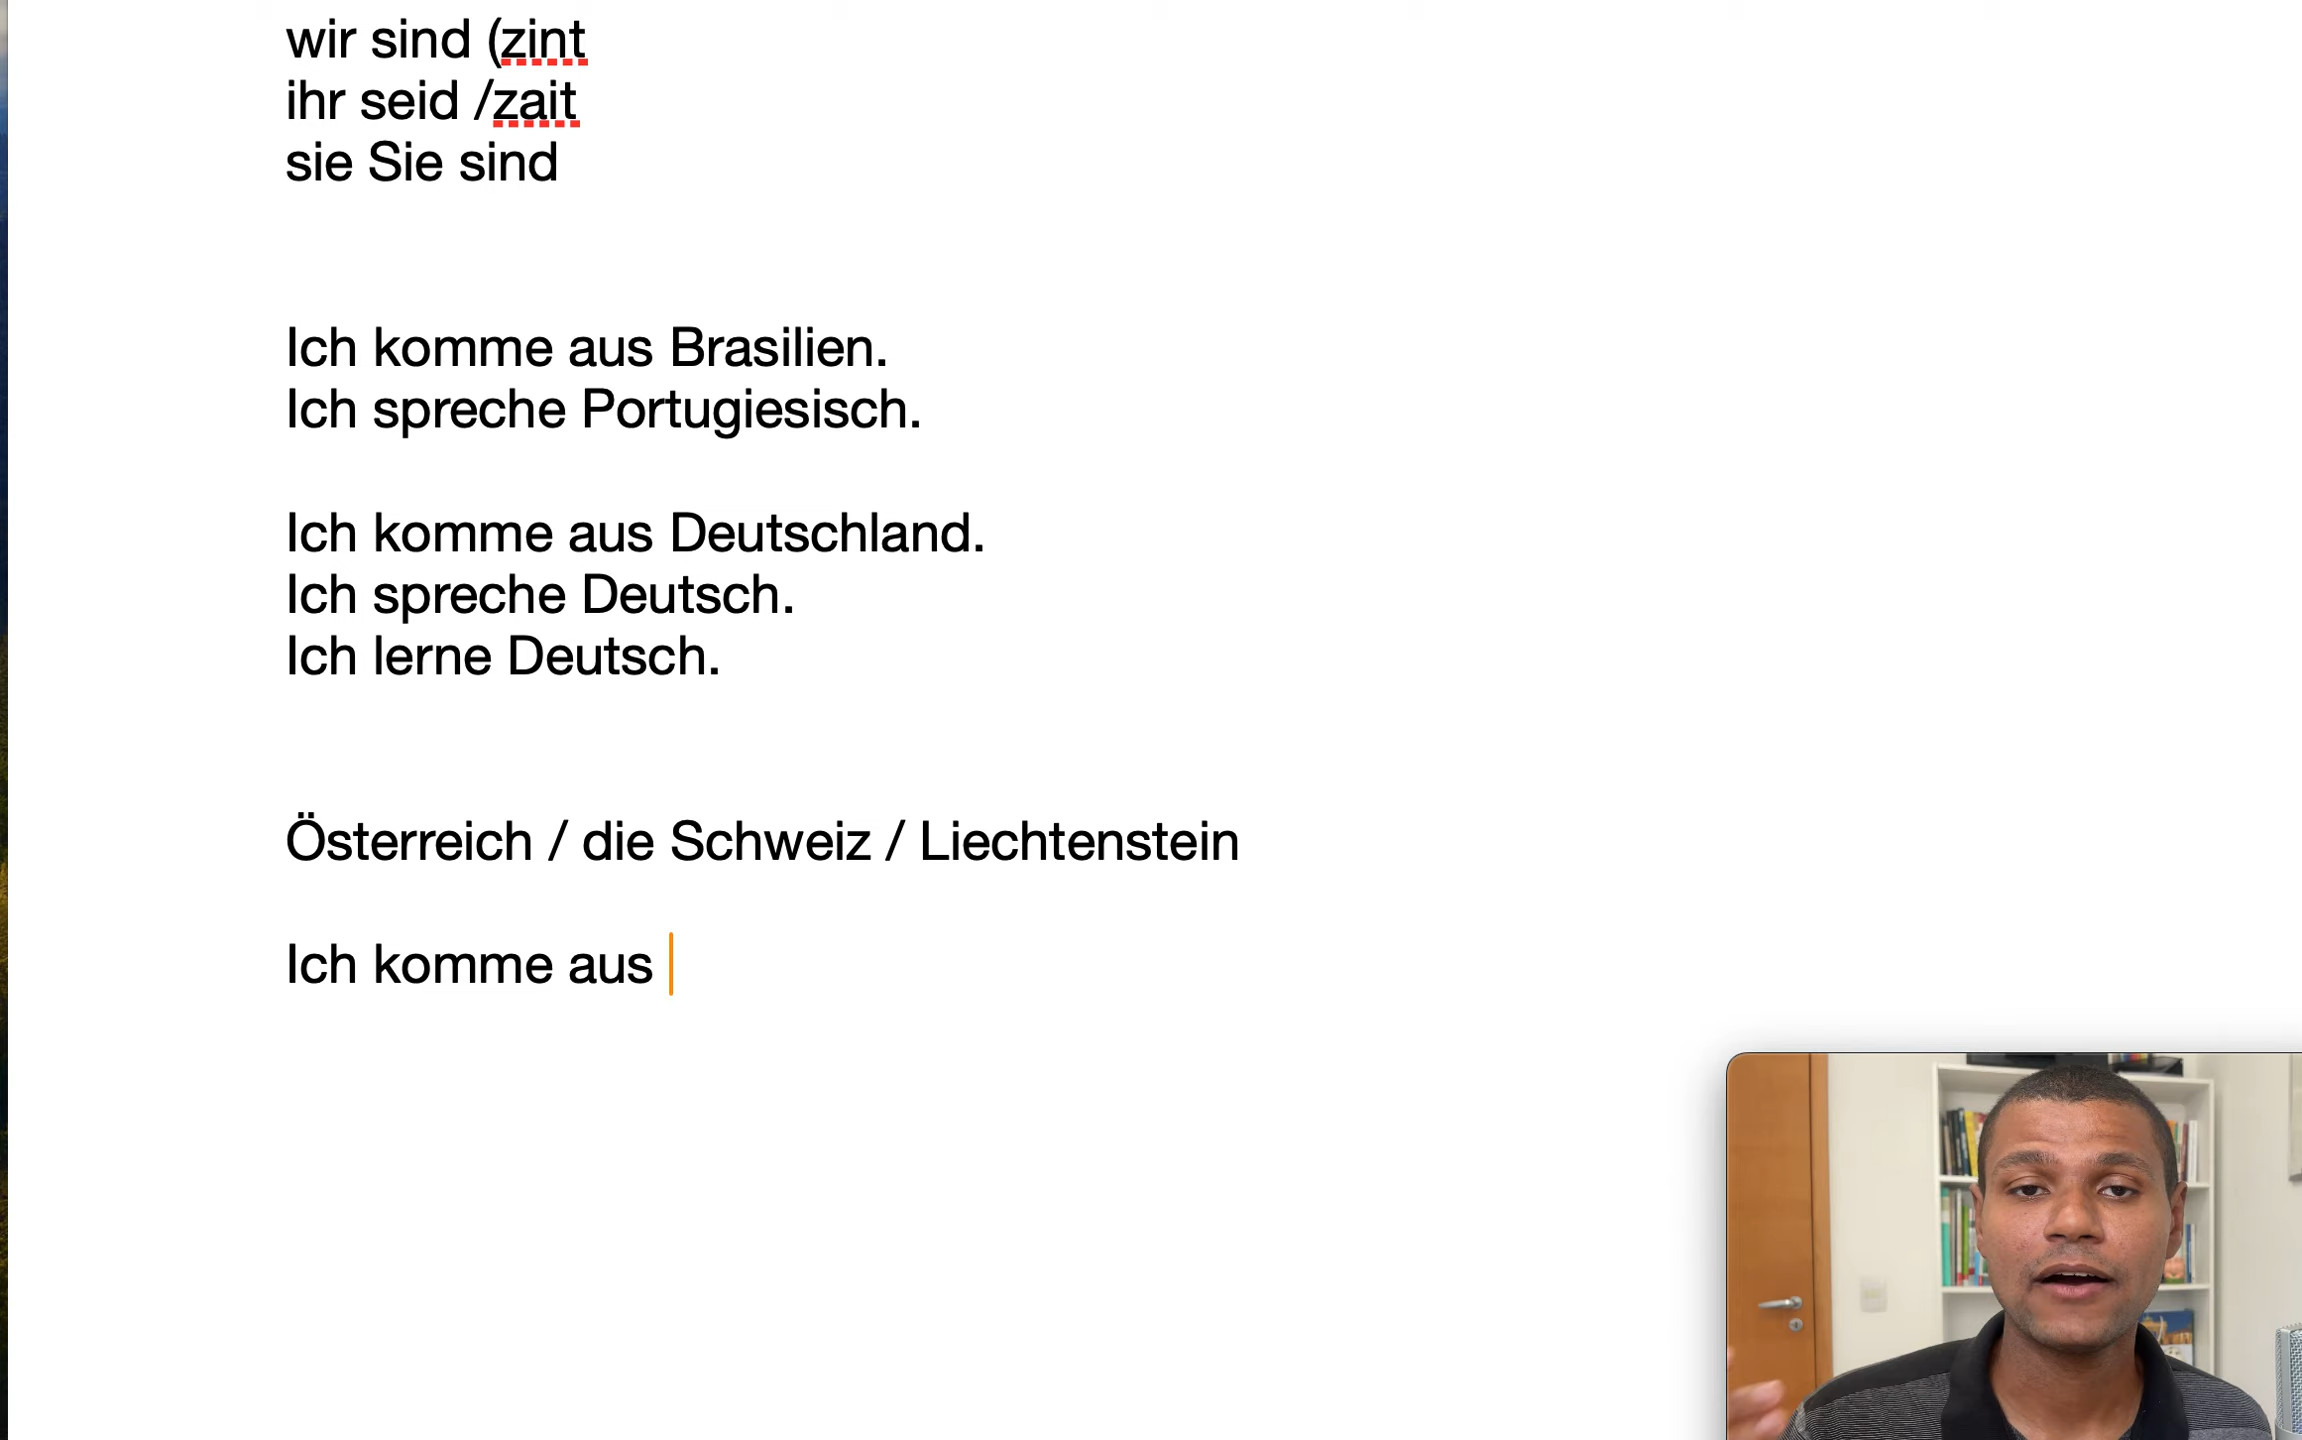 wir sind (zint
ihr seid /zait
sie Sie sind
Ich komme aus Brasilien.
Ich spreche Portugiesisch.
Ich komme aus Deutschland.
Ich spreche Deutsch.
Ich lerne Deutsch.
Österreich / die Schweiz / Liechtenstein
Ich komme aus